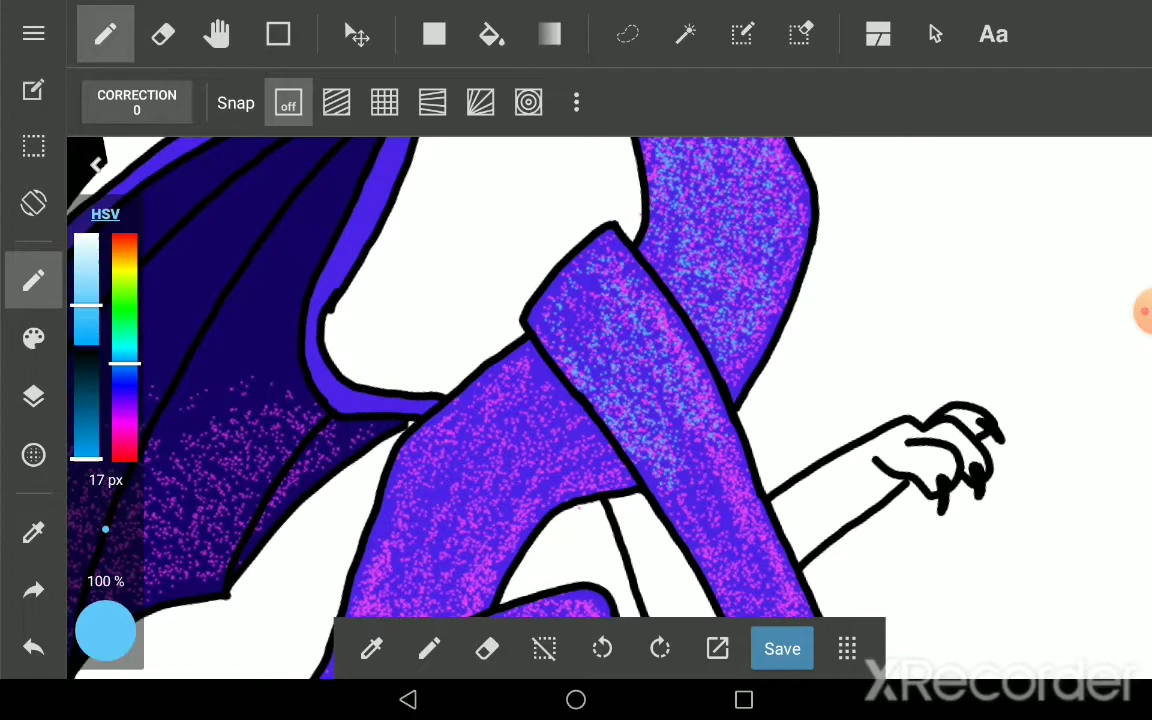 Aa
CORRECTION
0
Snap
off
HSV
17 px
100 %
Save
XRecorder